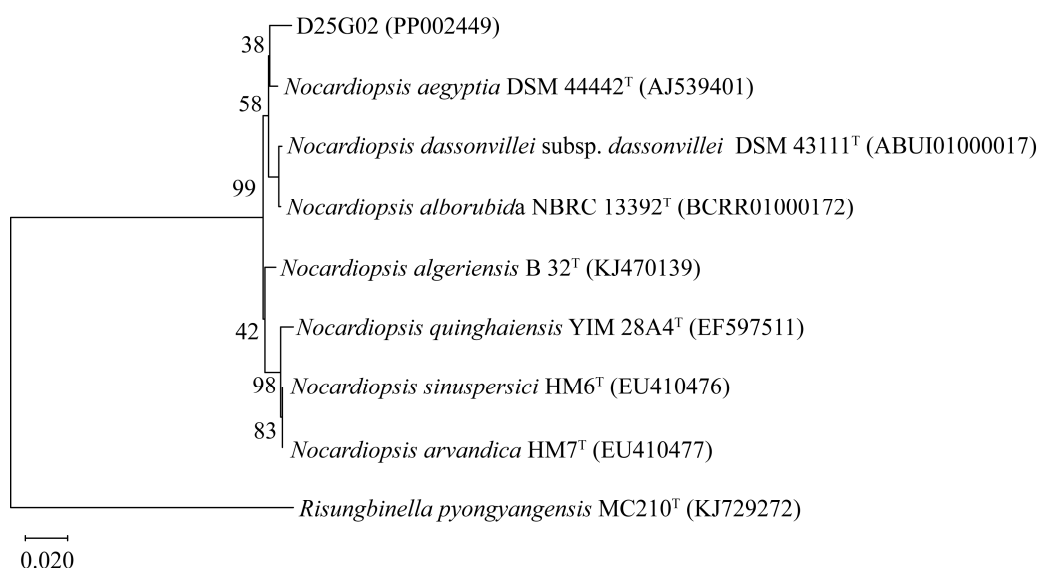 D25G02 (PP002449)
38
Nocardiopsis aegyptia DSM 44442ᵀ (AJ539401)
58
Nocardiopsis dassonvillei subsp. dassonvillei DSM 43111ᵀ (ABUI01000017)
99
Nocardiopsis alborubida NBRC 13392ᵀ (BCRR01000172)
Nocardiopsis algeriensis B 32ᵀ (KJ470139)
42
Nocardiopsis quinghaiensis YIM 28A4ᵀ (EF597511)
98
Nocardiopsis sinuspersici HM6ᵀ (EU410476)
83
Nocardiopsis arvandica HM7ᵀ (EU410477)
Risungbinella pyongyangensis MC210ᵀ (KJ729272)
0.020